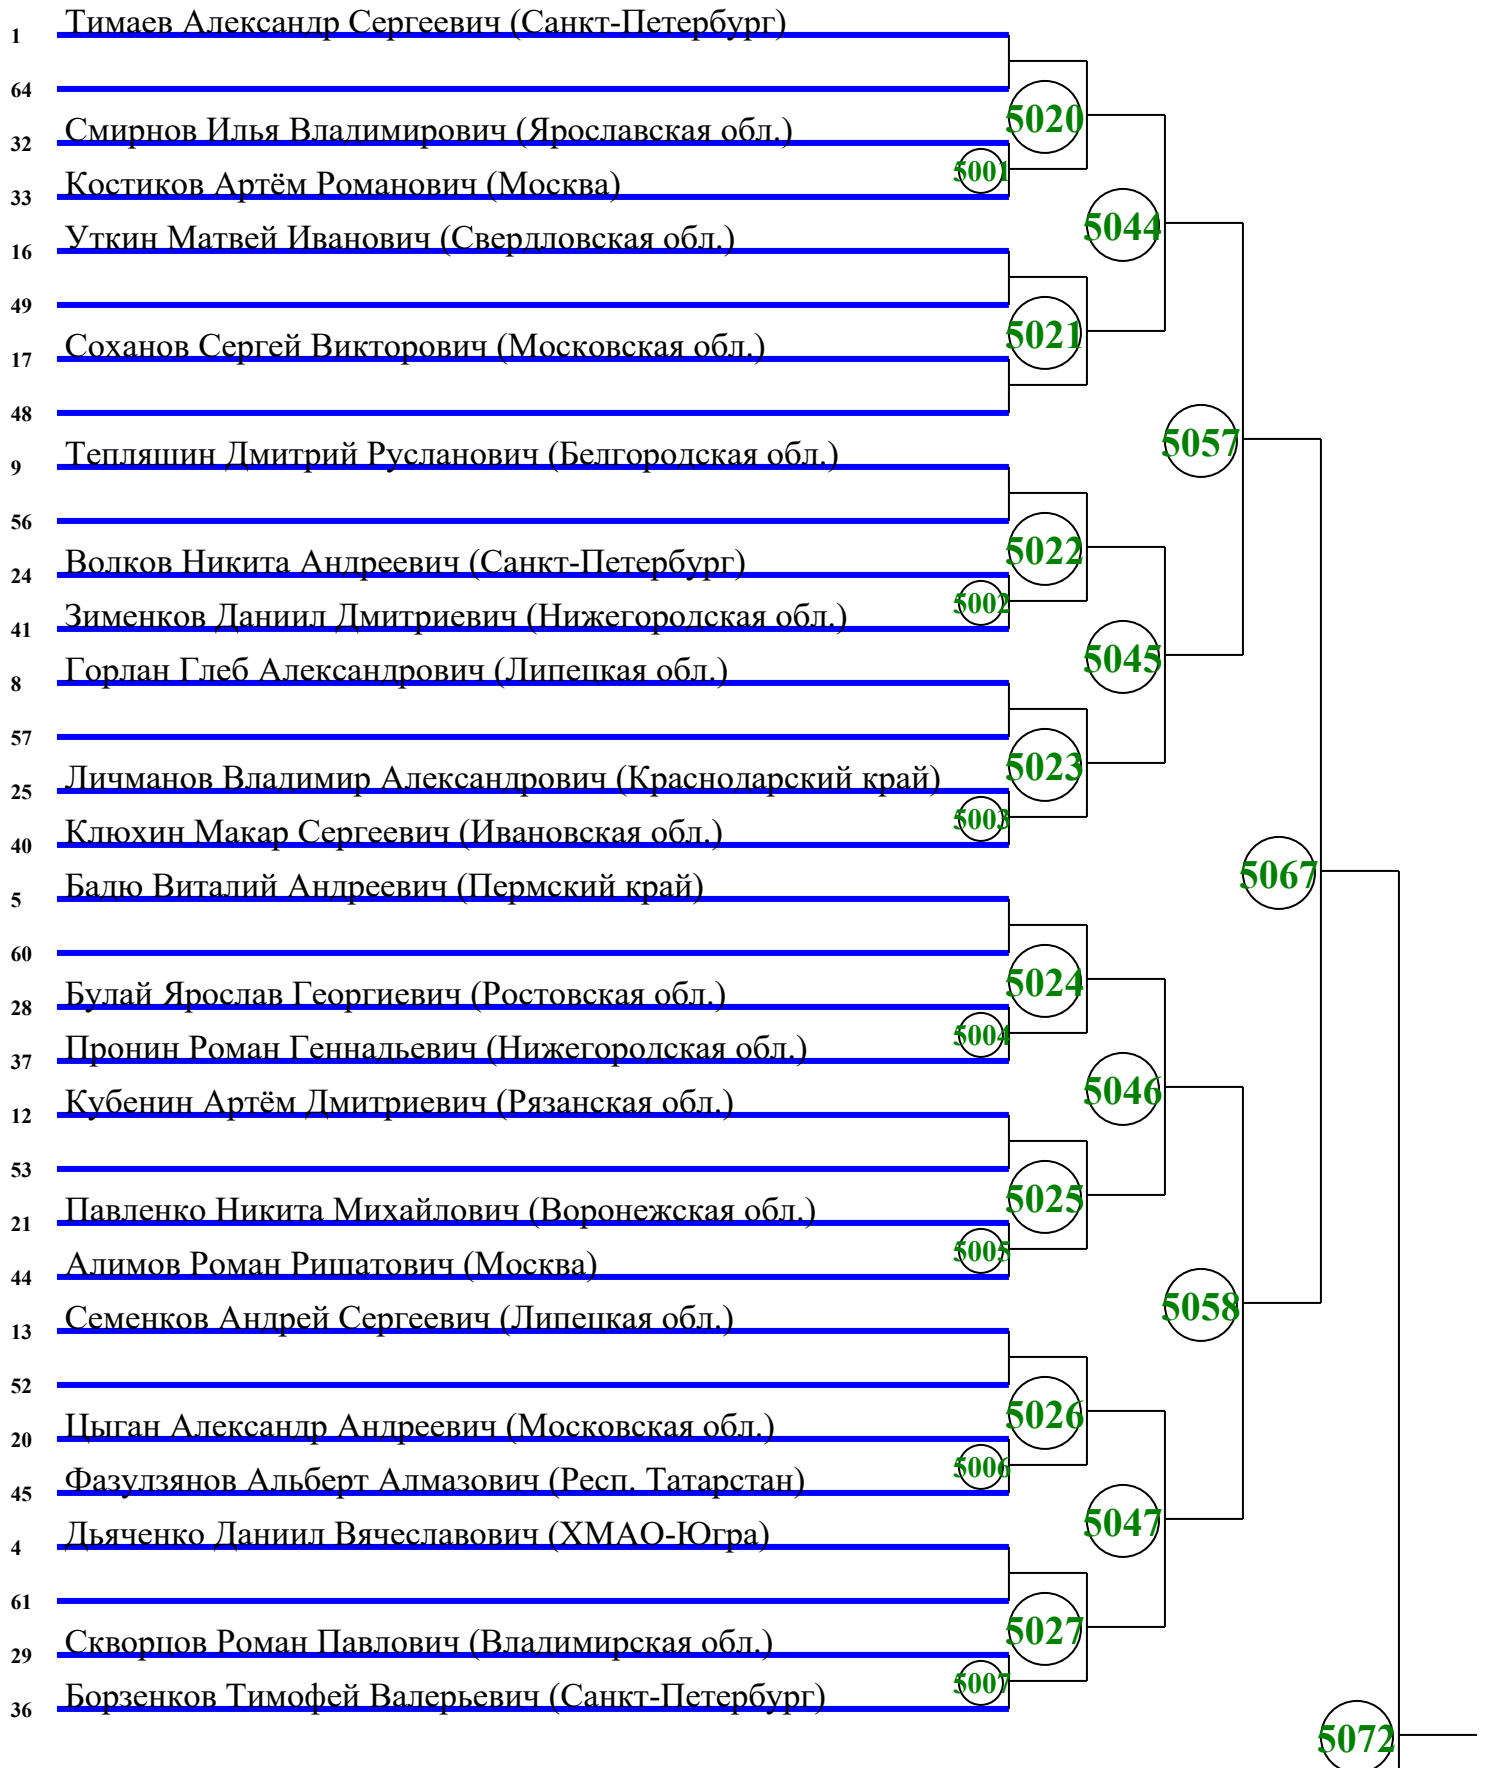 1 Тимаев Александр Сергеевич (Санкт-Петербург)
64
5020
32 Смирнов Илья Владимирович (Ярославская обл.)
5001
33 Костиков Артём Романович (Москва)
5044
16 Уткин Матвей Иванович (Свердловская обл.)
49
5021
17 Соханов Сергей Викторович (Московская обл.)
48
5057
9 Тепляшин Дмитрий Русланович (Белгородская обл.)
56
5022
24 Волков Никита Андреевич (Санкт-Петербург)
5002
41 Зименков Даниил Дмитриевич (Нижегородская обл.)
5045
8 Горлан Глеб Александрович (Липецкая обл.)
57
5023
25 Личманов Владимир Александрович (Краснодарский край)
5003
40 Клюхин Макар Сергеевич (Ивановская обл.)
5067
5 Бадю Виталий Андреевич (Пермский край)
60
5024
28 Булай Ярослав Георгиевич (Ростовская обл.)
5004
37 Пронин Роман Геннадьевич (Нижегородская обл.)
5046
12 Кубенин Артём Дмитриевич (Рязанская обл.)
53
5025
21 Павленко Никита Михайлович (Воронежская обл.)
5005
44 Алимов Роман Ришатович (Москва)
5058
13 Семенков Андрей Сергеевич (Липецкая обл.)
52
5026
20 Цыган Александр Андреевич (Московская обл.)
5006
45 Фазулзянов Альберт Алмазович (Респ. Татарстан)
5047
4 Дьяченко Даниил Вячеславович (ХМАО-Югра)
61
5027
29 Скворцов Роман Павлович (Владимирская обл.)
5007
36 Борзенков Тимофей Валерьевич (Санкт-Петербург)
5072